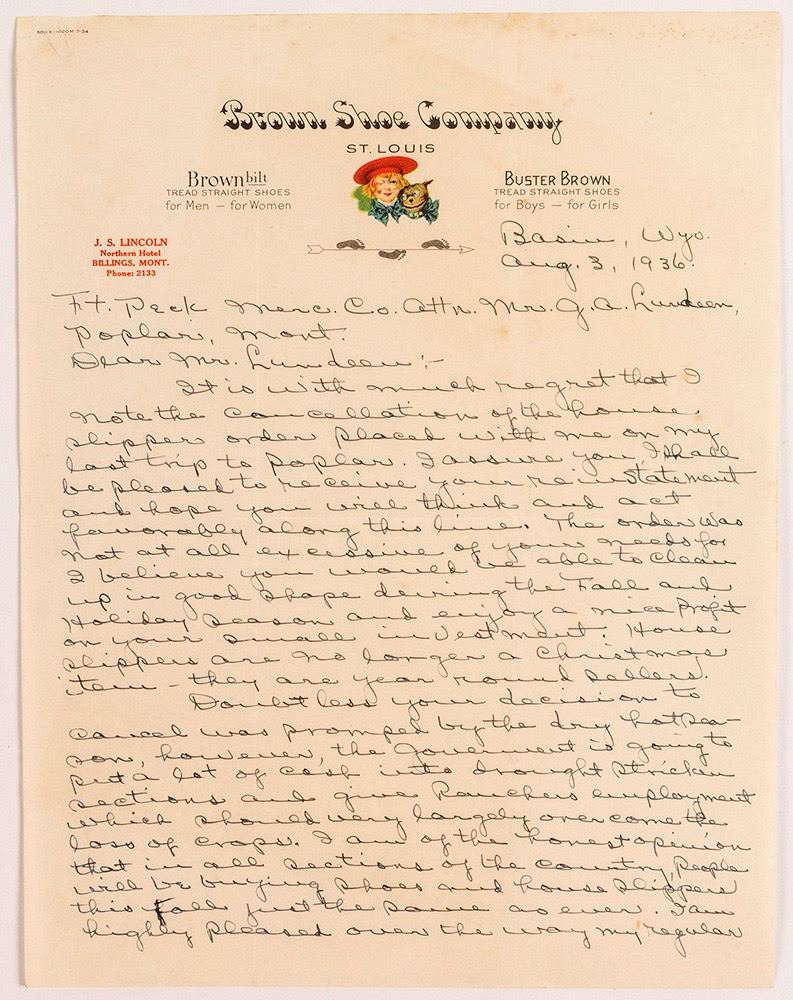 Brown Shoe Company
ST. LOUIS
Brownbilt
TREAD STRAIGHT SHOES
for Men — for Women
BUSTER BROWN
TREAD STRAIGHT SHOES
for Boys — for Girls
J. S. LINCOLN
Northern Hotel
BILLINGS, MONT.
Phone: 2133
Basin, Wyo.
Aug. 3, 1936.
Ft. Peck Merc. Co. Attn. Mr. G. A. Lundeen,
Poplar, Mont.
Dear Mr. Lundeen:-
It is with much regret that I
note the cancellation of the house
slipper order placed with me on my
last trip to Poplar. I assure you, I shall
be pleased to receive your reinstatement
and hope you will think and act
favorably along this line. The order was
not at all excessive of your needs for
I believe you would be able to clean
up in good shape during the Fall and
Holiday season and enjoy a nice profit
on your small investment. House
slippers are no longer a Christmas
item - they are year round sellers.
Doubtless your decision to
cancel was promped by the dry hot sea-
son, however, the Government is going to
put a lot of cash into drought stricken
sections and give Ranchers employment
which should very largely overcome the
loss of crops. I am of the honest opinion
that in all sections of the country, people
will be buying shoes and house slippers
this Fall just the same as ever. I am
highly pleased over the way my regular